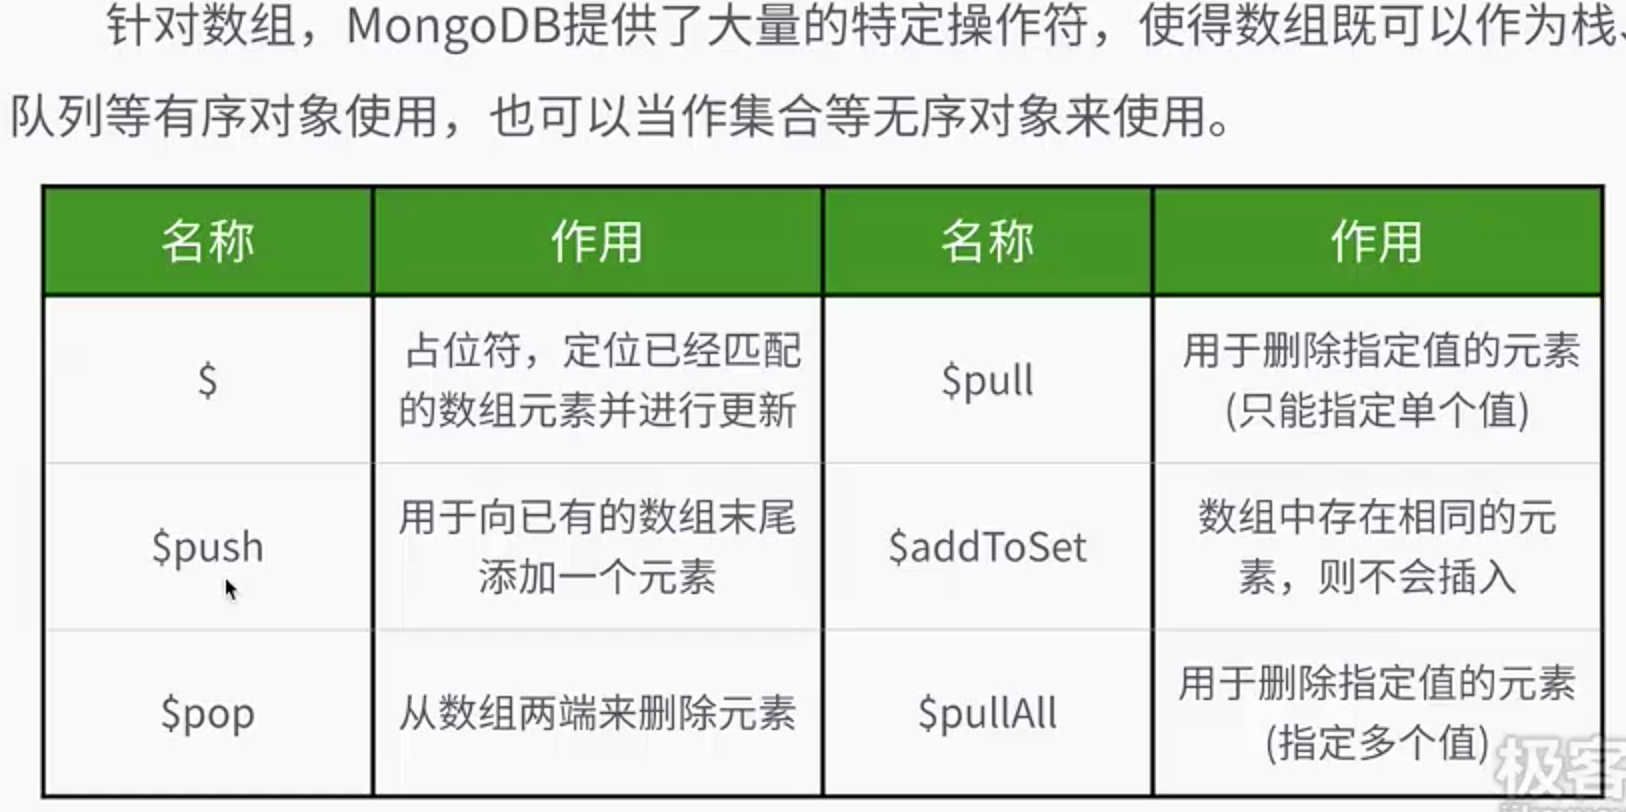 针对数组，MongoDB提供了大量的特定操作符，使得数组既可以作为栈、
队列等有序对象使用，也可以当作集合等无序对象来使用。
名称 作用 名称 作用
$ 占位符，定位已经匹配
的数组元素并进行更新
$pull 用于删除指定值的元素
(只能指定单个值)
$push 用于向已有的数组末尾
添加一个元素
$addToSet 数组中存在相同的元
素，则不会插入
$pop 从数组两端来删除元素
$pullAll 用于删除指定值的元素
(指定多个值)
极客